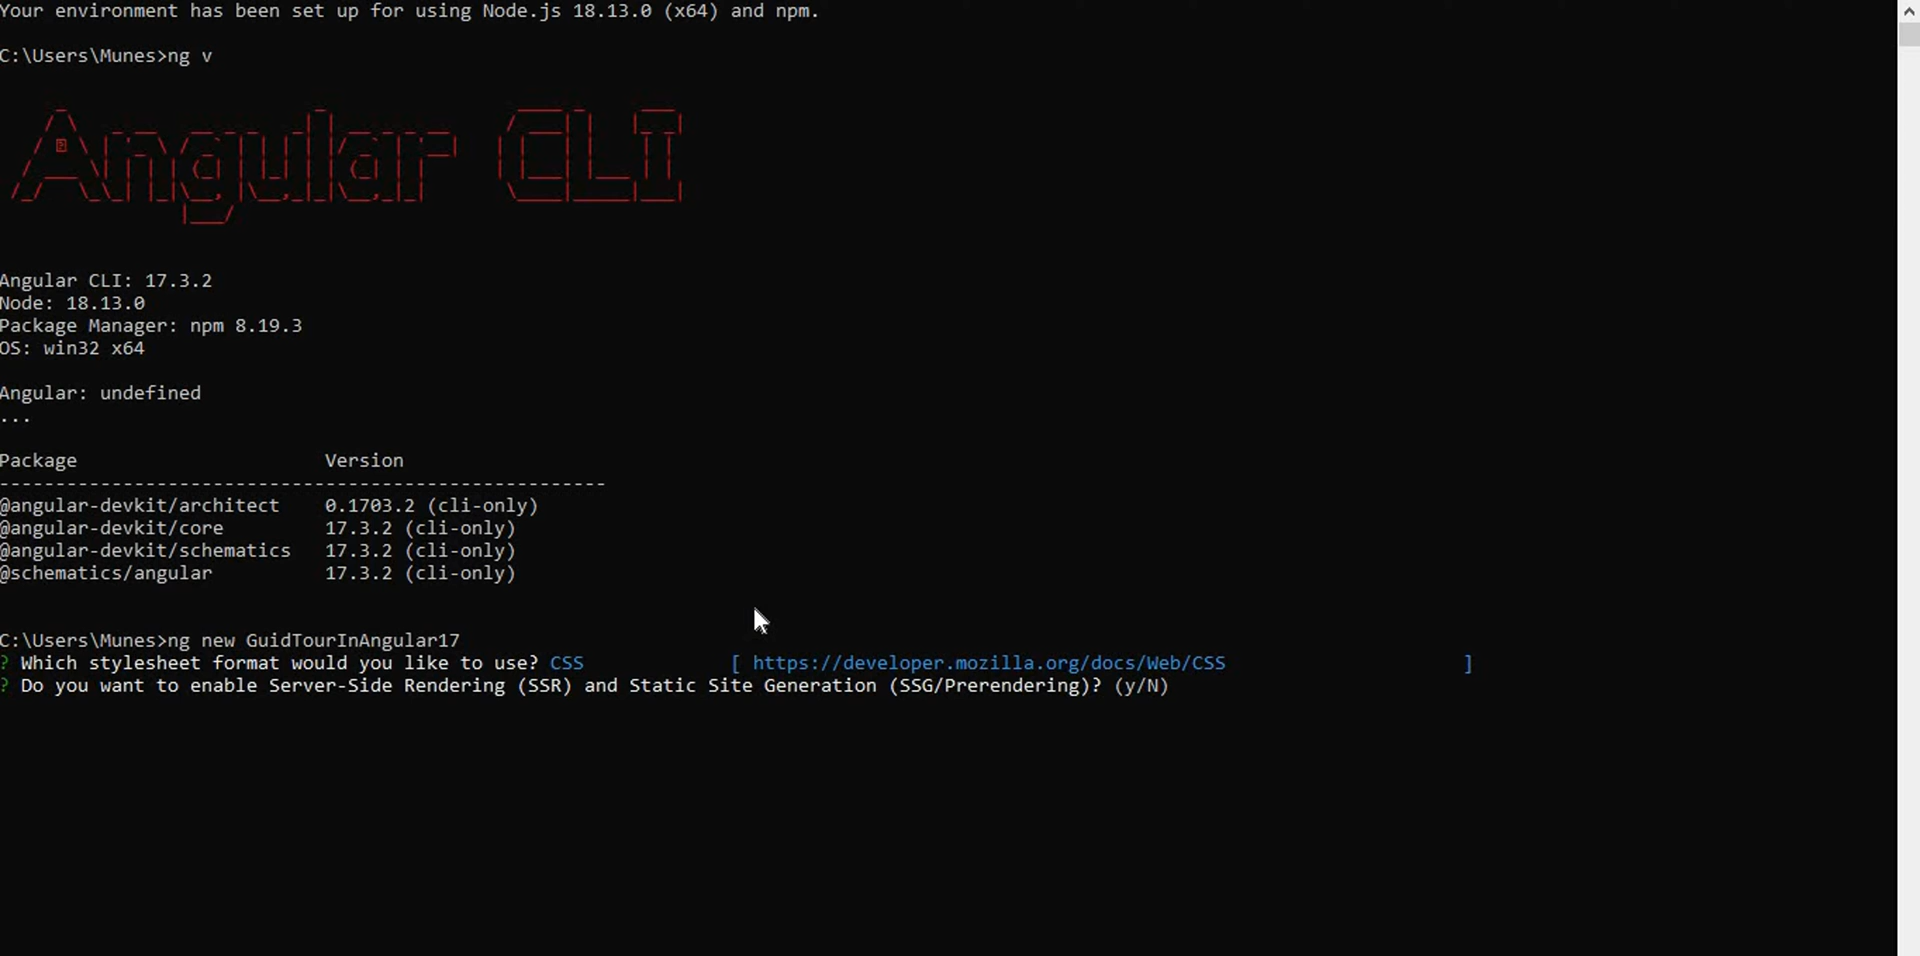 Your environment has been set up for using Node.js 18.13.0 (x64) and npm.
C:\Users\Munes>ng v
Angular CLI
Angular CLI: 17.3.2
Node: 18.13.0
Package Manager: npm 8.19.3
OS: win32 x64
Angular: undefined
...
Package                      Version
------------------------------------------------------
@angular-devkit/architect    0.1703.2 (cli-only)
@angular-devkit/core         17.3.2 (cli-only)
@angular-devkit/schematics   17.3.2 (cli-only)
@schematics/angular          17.3.2 (cli-only)
C:\Users\Munes>ng new GuidTourInAngular17
? Which stylesheet format would you like to use? CSS             [ https://developer.mozilla.org/docs/Web/CSS                     ]
? Do you want to enable Server-Side Rendering (SSR) and Static Site Generation (SSG/Prerendering)? (y/N)